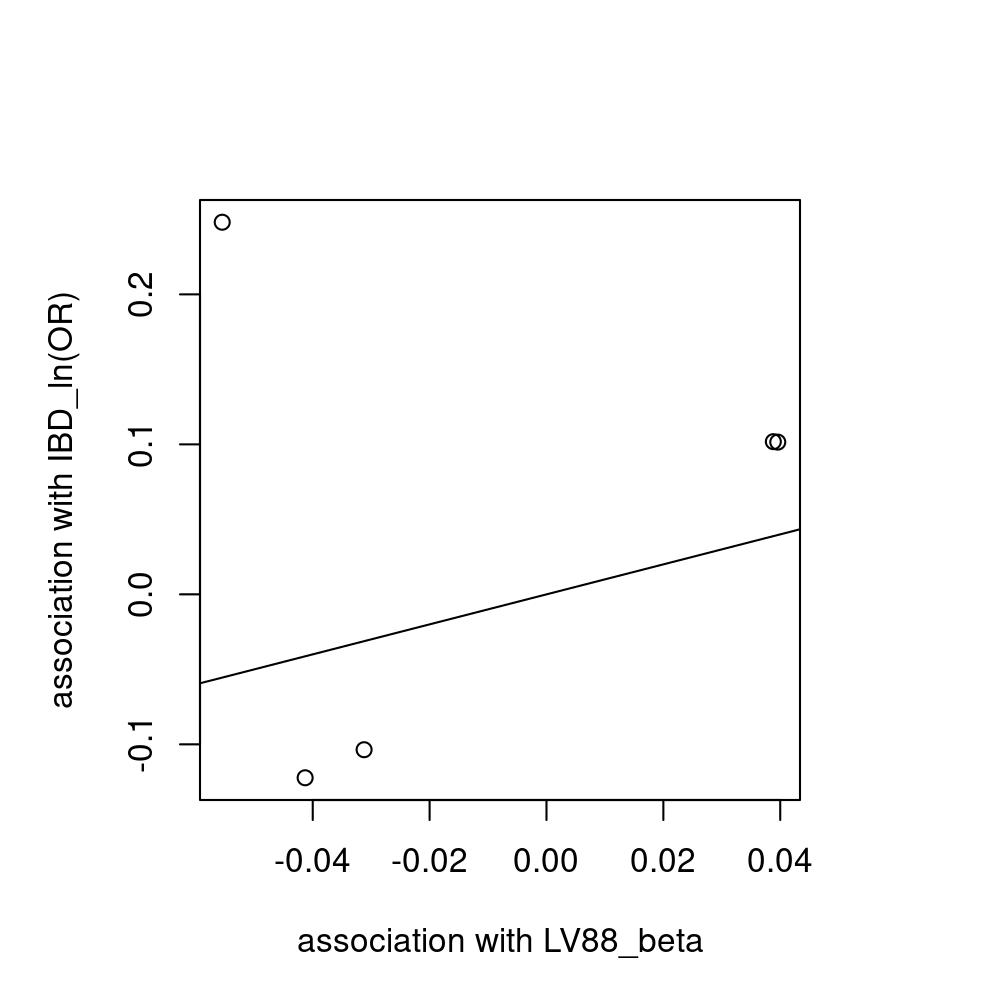 association with IBD_ln(OR)
0.2
0.1
0.0
-0.1
-0.04 -0.02 0.00 0.02 0.04
association with LV88_beta